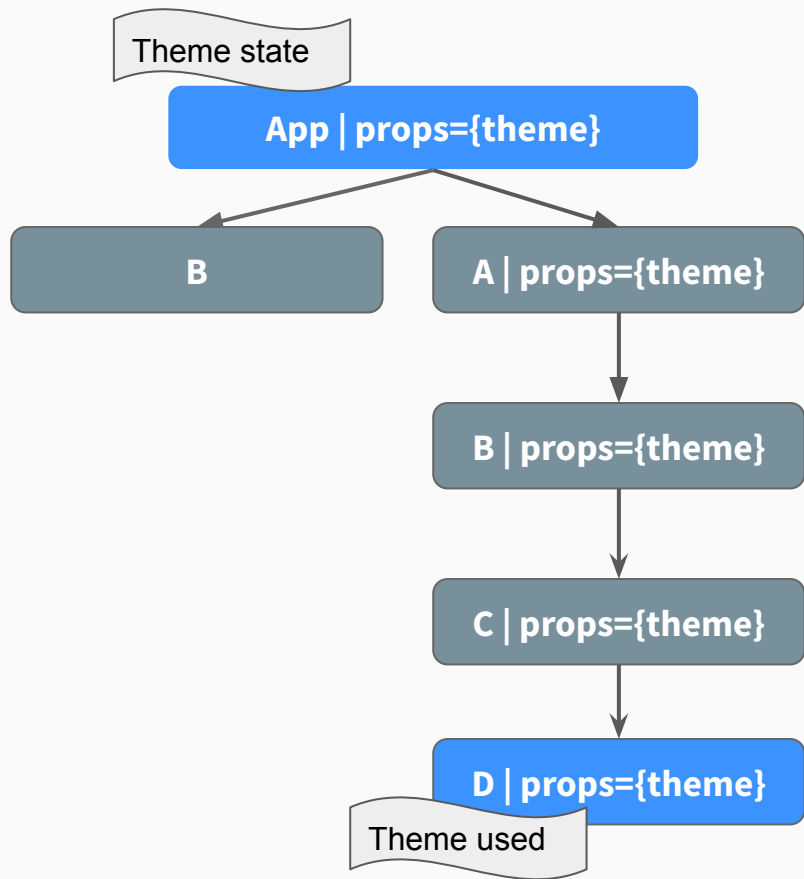 Theme state
App | props={theme}
B
A | props={theme}
B | props={theme}
C | props={theme}
D | props={theme}
Theme used